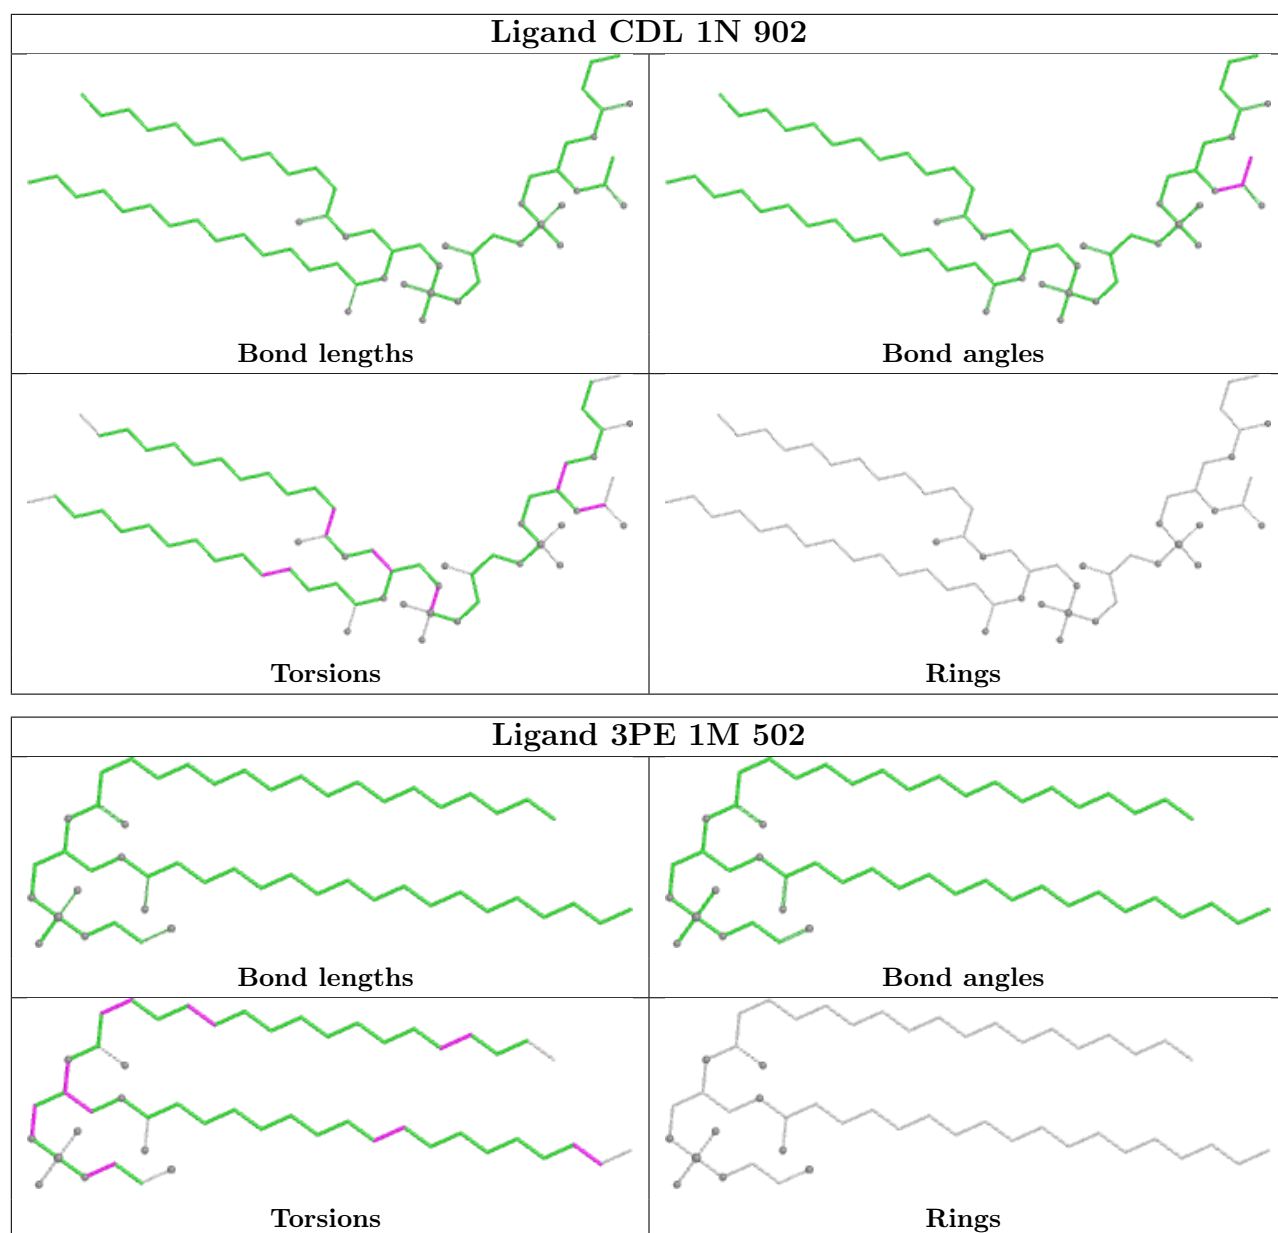 Ligand CDL 1N 902
Bond lengths
Bond angles
Torsions
Rings
Ligand 3PE 1M 502
Bond lengths
Bond angles
Torsions
Rings